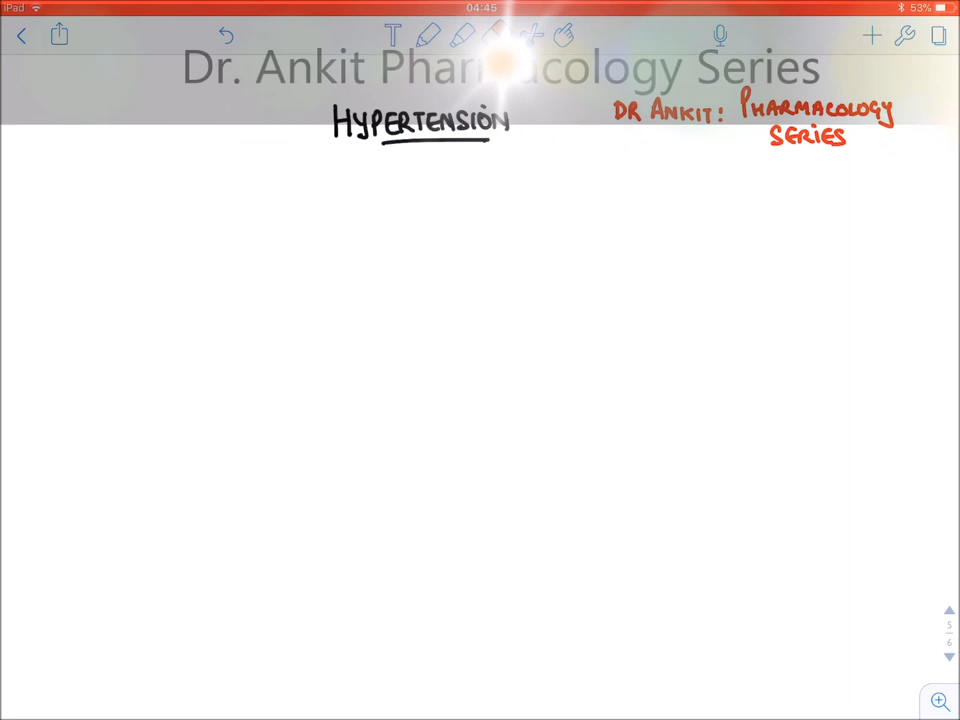 iPad 04:45 53%
T
Dr. Ankit Pharmacology Series
HYPERTENSION DR ANKIT: PHARMACOLOGY
SERIES
5
6